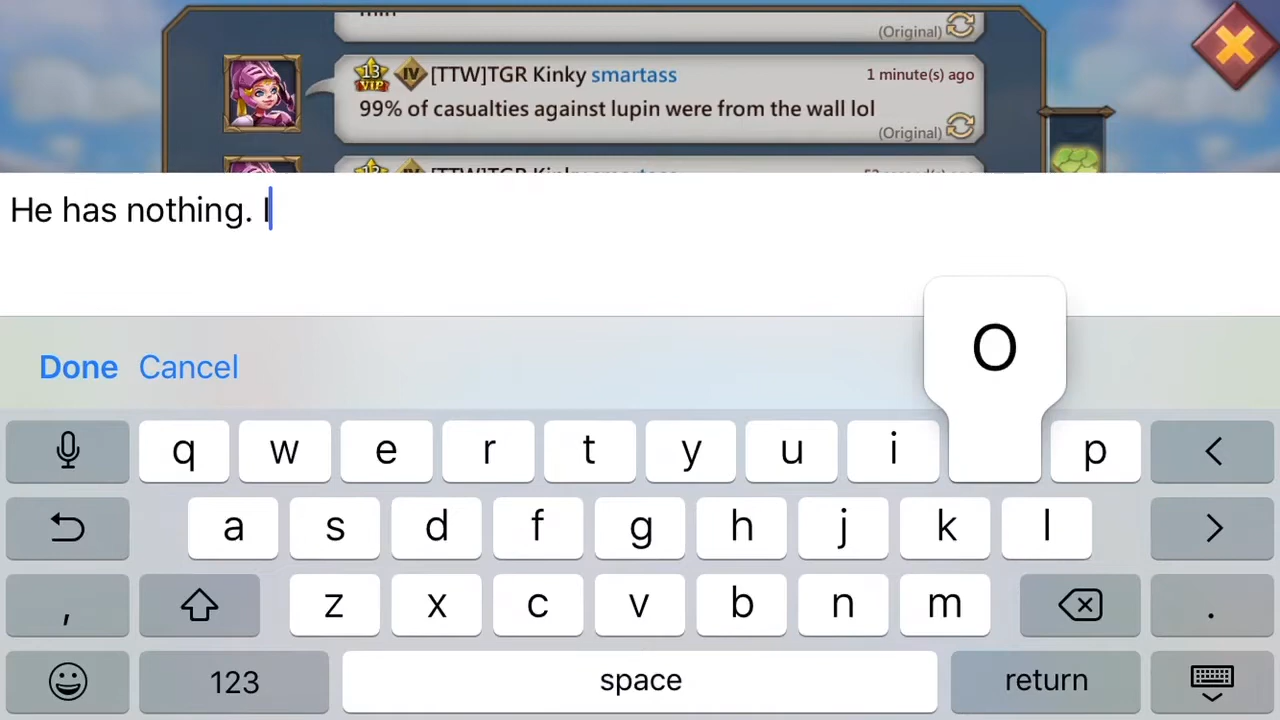 (Original)
13 VIP IV [TTW]TGR Kinky smartass 1 minute(s) ago
99% of casualties against lupin were from the wall lol
(Original)
He has nothing. I
O
Done Cancel
q w e r t y u i p <
a s d f g h j k l >
, z x c v b n m .
123 space return